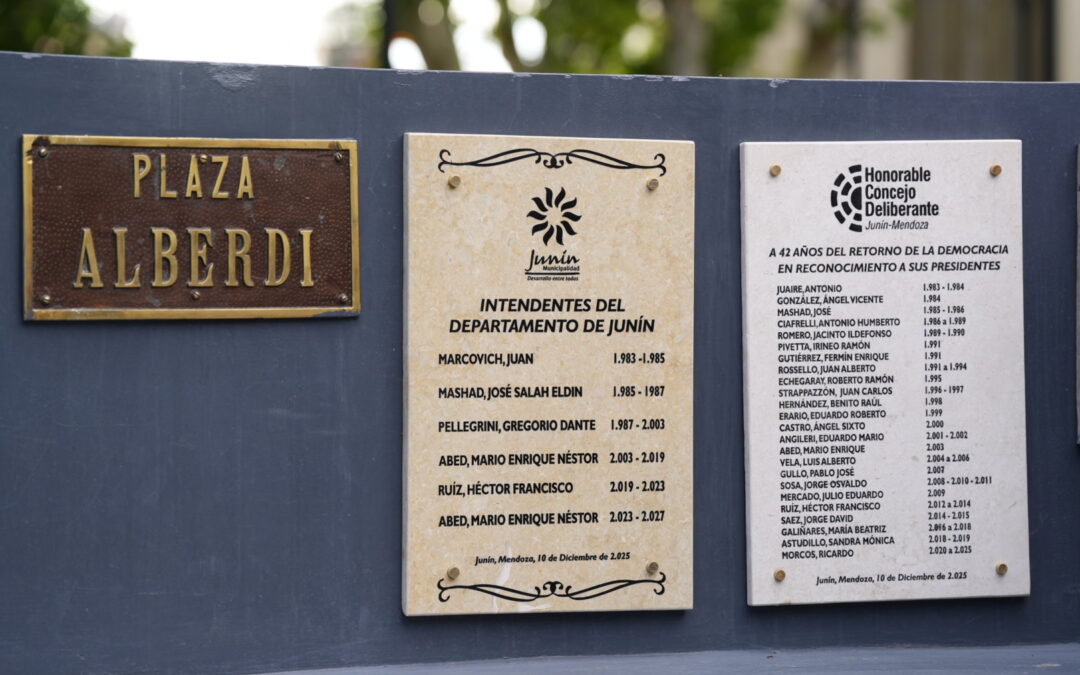 PLAZA
ALBERDI
Junín
Municipalidad
Desarrollo entre todos
INTENDENTES DEL
DEPARTAMENTO DE JUNÍN
MARCOVICH, JUAN 1.983 -1.985
MASHAD, JOSÉ SALAH ELDIN 1.985 - 1987
PELLEGRINI, GREGORIO DANTE 1.987 - 2.003
ABED, MARIO ENRIQUE NÉSTOR 2.003 - 2.019
RUÍZ, HÉCTOR FRANCISCO 2.019 - 2.023
ABED, MARIO ENRIQUE NÉSTOR 2.023 - 2.027
Junín, Mendoza, 10 de Diciembre de 2.025
Honorable
Concejo
Deliberante
Junín-Mendoza
A 42 AÑOS DEL RETORNO DE LA DEMOCRACIA
EN RECONOCIMIENTO A SUS PRESIDENTES
JUAIRE, ANTONIO 1.983 - 1.984
GONZÁLEZ, ÁNGEL VICENTE 1.984
MASHAD, JOSÉ 1.985 - 1.986
CIAFRELLI, ANTONIO HUMBERTO 1.986 a 1.989
ROMERO, JACINTO ILDEFONSO 1.989 - 1.990
PIVETTA, IRINEO RAMÓN 1.991
GUTIÉRREZ, FERMÍN ENRIQUE 1.991
ROSSELLO, JUAN ALBERTO 1.991 a 1.994
ECHEGARAY, ROBERTO RAMÓN 1.995
STRAPPAZZÓN, JUAN CARLOS 1.996 - 1.997
HERNÁNDEZ, BENITO RAÚL 1.998
ERARIO, EDUARDO ROBERTO 1.999
CASTRO, ÁNGEL SIXTO 2.000
ANGILERI, EDUARDO MARIO 2.001 - 2.002
ABED, MARIO ENRIQUE 2.003
VELA, LUIS ALBERTO 2.004 a 2.006
GULLO, PABLO JOSÉ 2.007
SOSA, JORGE OSVALDO 2.008 - 2.010 - 2.011
MERCADO, JULIO EDUARDO 2.009
RUÍZ, HÉCTOR FRANCISCO 2.012 a 2.014
SAEZ, JORGE DAVID 2.014 - 2.015
GALIÑARES, MARÍA BEATRIZ 2.016 a 2.018
ASTUDILLO, SANDRA MÓNICA 2.018 - 2.019
MORCOS, RICARDO 2.020 a 2.025
Junín, Mendoza, 10 de Diciembre de 2.025